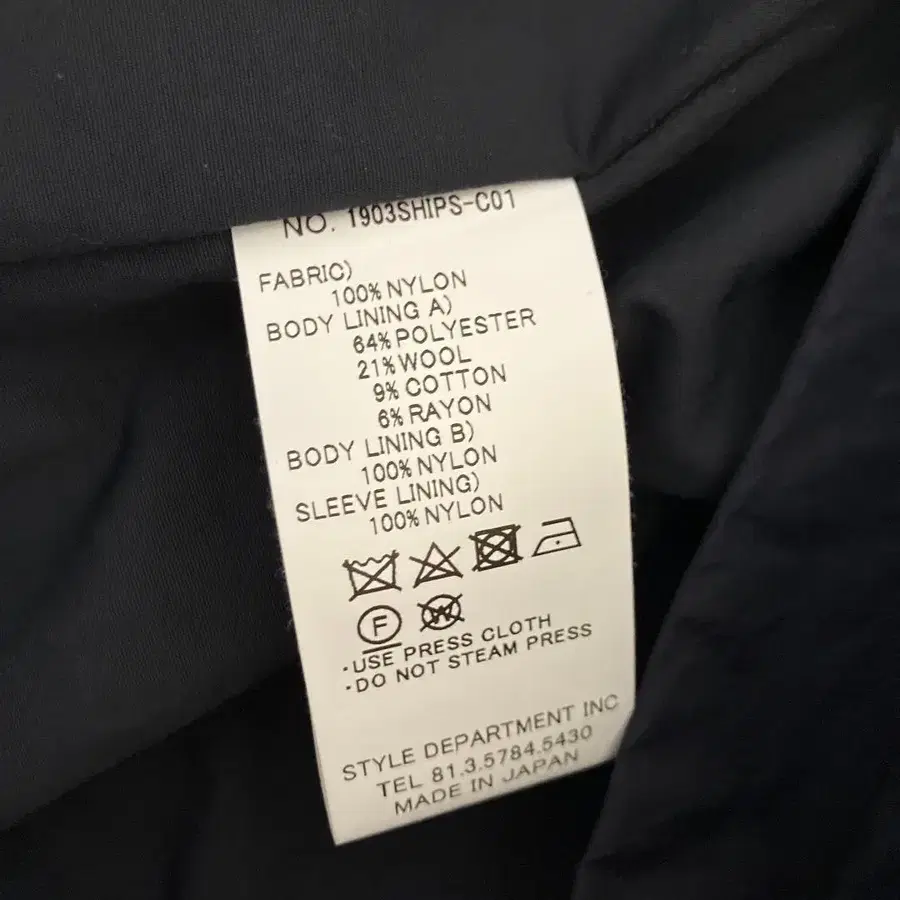 NO. 1903SHIPS-C01
FABRIC)
100% NYLON
BODY LINING A)
64% POLYESTER
21% WOOL
9% COTTON
6% RAYON
BODY LINING B)
100% NYLON
SLEEVE LINING)
100% NYLON
F W
·USE PRESS CLOTH
·DO NOT STEAM PRESS
STYLE DEPARTMENT INC
TEL 81.3.5784.5430
MADE IN JAPAN